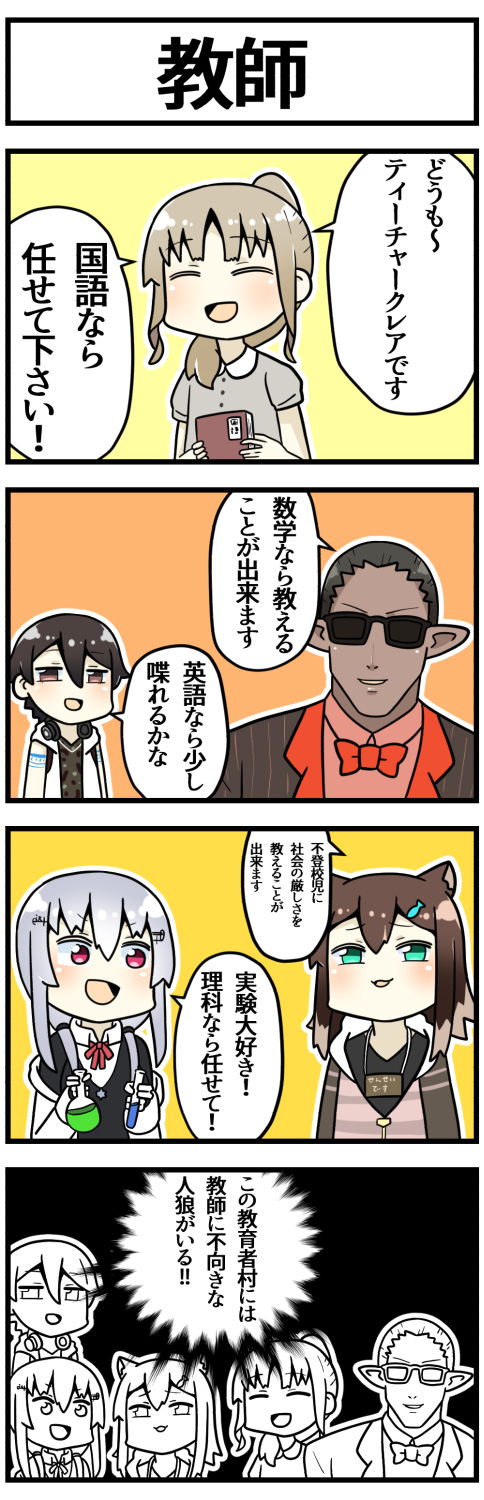 教師
どうも～
ティーチャークレアです
国語なら
任せて下さい！
国語
数学なら教える
ことが出来ます
英語なら少し
喋れるかな
不登校児に
社会の厳しさを
教えることが
出来ます
せんせい
です
実験大好き！
理科なら任せて！
この教育者村には
教師に不向きな
人狼がいる!!